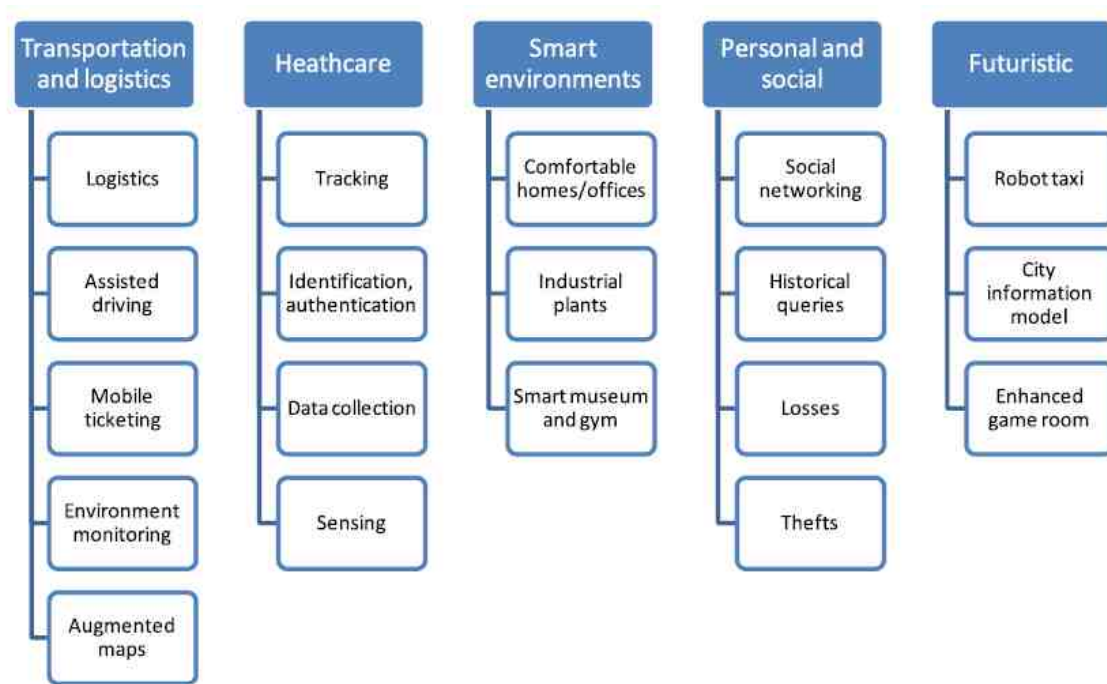 Transportation
and logistics
Logistics
Assisted
driving
Mobile
ticketing
Environment
monitoring
Augmented
maps
Heathcare
Tracking
Identification,
authentication
Data collection
Sensing
Smart
environments
Comfortable
homes/offices
Industrial
plants
Smart museum
and gym
Personal and
social
Social
networking
Historical
queries
Losses
Thefts
Futuristic
Robot taxi
City
information
model
Enhanced
game room